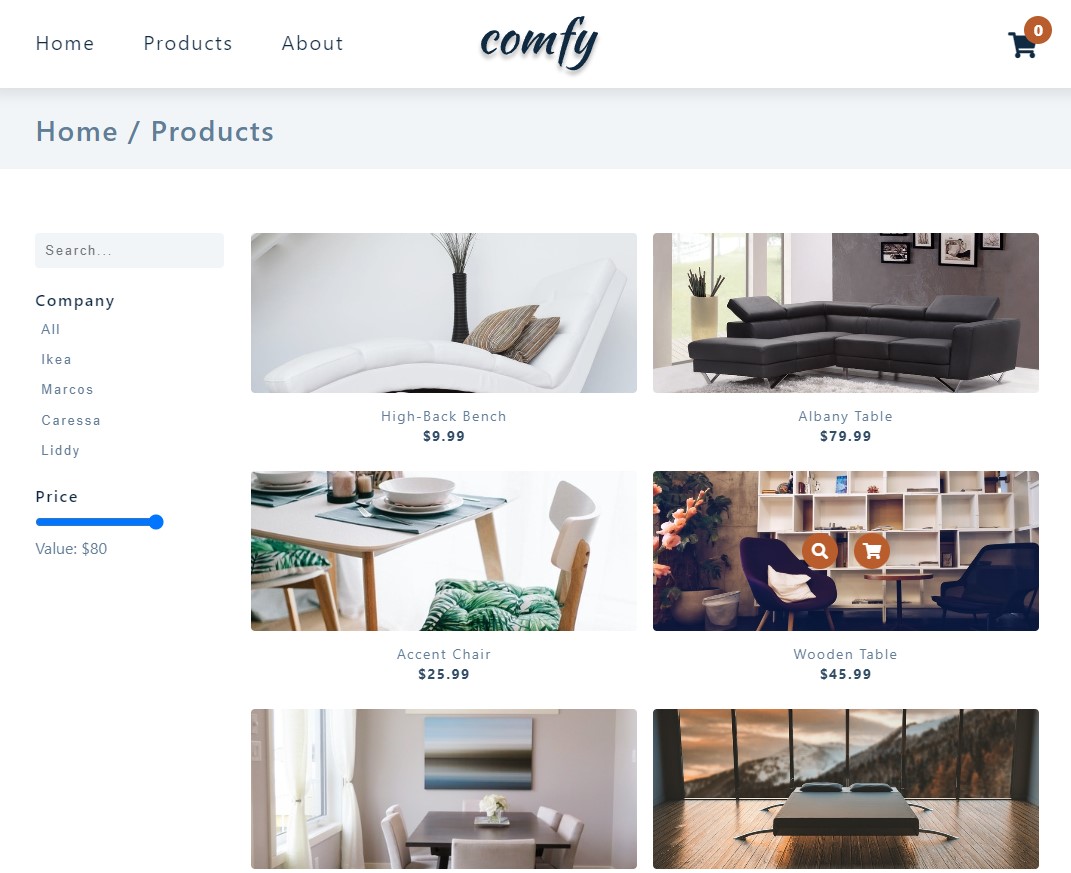 Home
Products
About
comfy
0
Home / Products
Search...
Company
All
Ikea
Marcos
Caressa
Liddy
Price
Value: $80
High-Back Bench
$9.99
Albany Table
$79.99
Accent Chair
$25.99
Wooden Table
$45.99